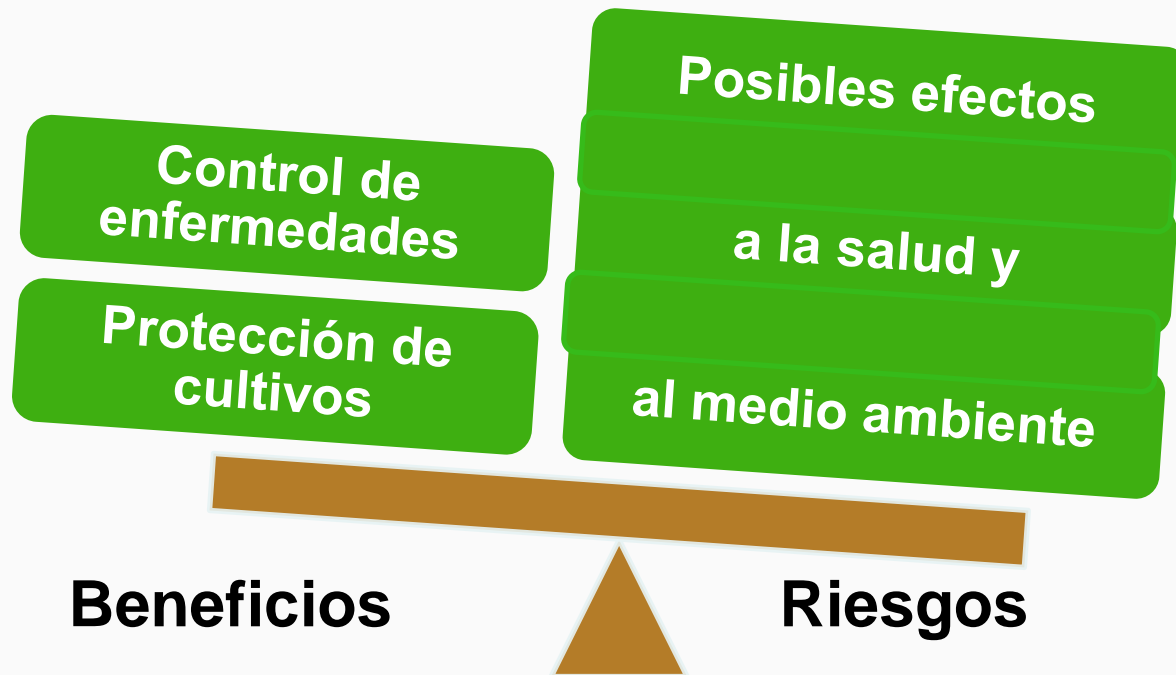 Control de
enfermedades
Protección de
cultivos
Posibles efectos
a la salud y
al medio ambiente
Beneficios
Riesgos